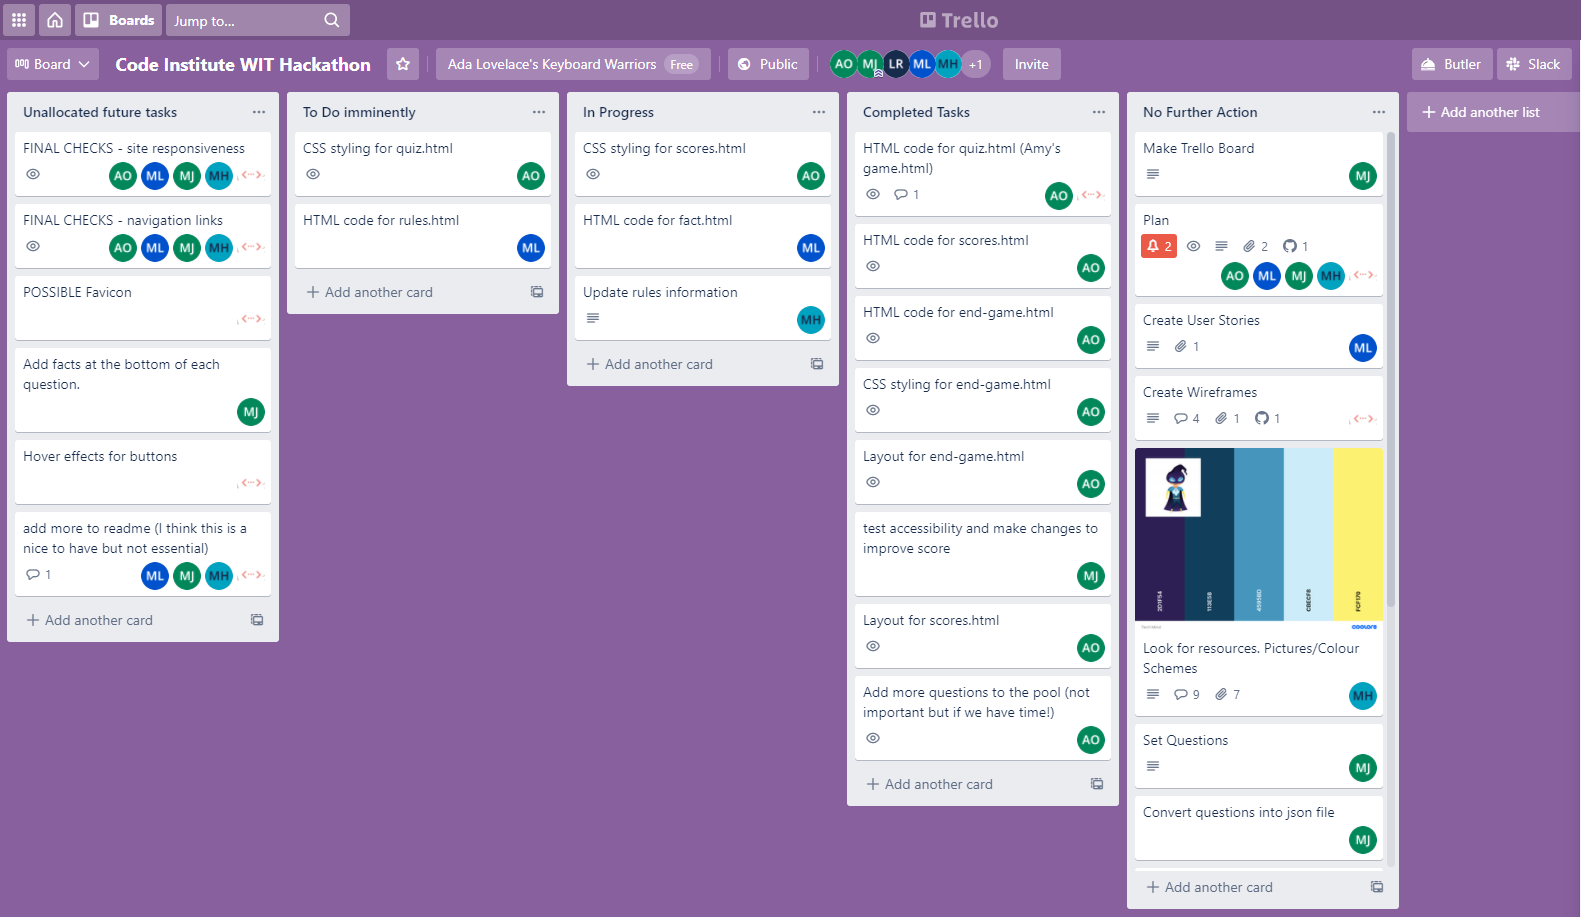 Boards
Jump to...
Trello
Board
Code Institute WIT Hackathon
Ada Lovelace's Keyboard Warriors Free
Public
AO MJ LR ML MH +1
Invite
Butler
Slack
Unallocated future tasks
FINAL CHECKS - site responsiveness
AO ML MJ MH
FINAL CHECKS - navigation links
AO ML MJ MH
POSSIBLE Favicon
Add facts at the bottom of each
question.
MJ
Hover effects for buttons
add more to readme (I think this is a
nice to have but not essential)
1 ML MJ MH
+ Add another card
To Do imminently
CSS styling for quiz.html
AO
HTML code for rules.html
ML
+ Add another card
In Progress
CSS styling for scores.html
AO
HTML code for fact.html
ML
Update rules information
MH
+ Add another card
Completed Tasks
HTML code for quiz.html (Amy's
game.html)
1 AO
HTML code for scores.html
AO
HTML code for end-game.html
AO
CSS styling for end-game.html
AO
Layout for end-game.html
AO
test accessibility and make changes to
improve score
MJ
Layout for scores.html
AO
Add more questions to the pool (not
important but if we have time!)
AO
+ Add another card
No Further Action
Make Trello Board
MJ
Plan
2 2 1
AO ML MJ MH
Create User Stories
1 ML
Create Wireframes
4 1 1
2D1F54 113E5B FCF170
coolors
Look for resources. Pictures/Colour
Schemes
9 7 MH
Set Questions
MJ
Convert questions into json file
MJ
+ Add another card
+ Add another list